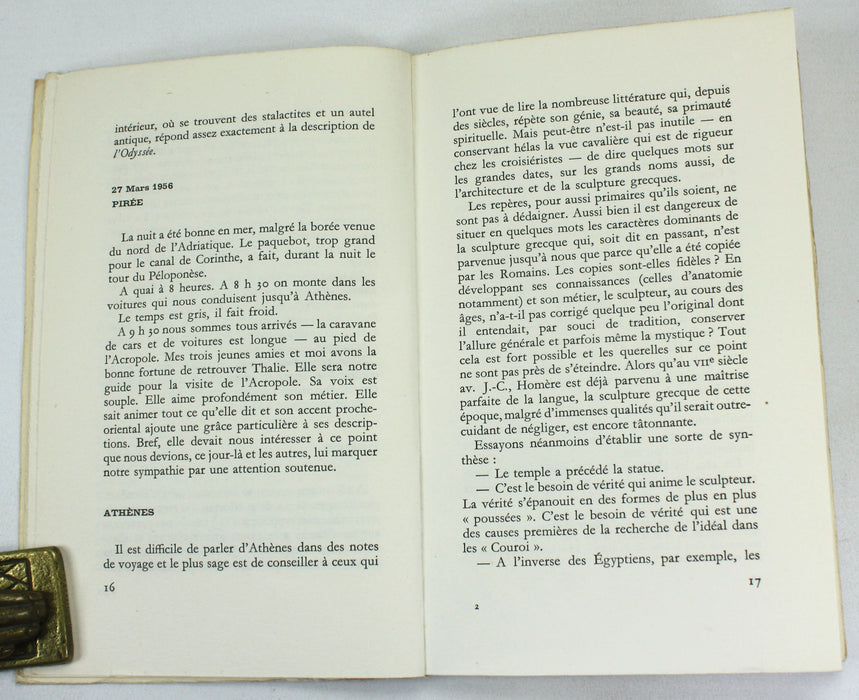 intérieur, où se trouvent des stalactites et un autel
antique, répond assez exactement à la description de
l'Odyssée.
27 Mars 1956
PIRÉE
La nuit a été bonne en mer, malgré la borée venue
du nord de l'Adriatique. Le paquebot, trop grand
pour le canal de Corinthe, a fait, durant la nuit le
tour du Péloponèse.
A quai à 8 heures. A 8 h 30 on monte dans les
voitures qui nous conduisent jusqu'à Athènes.
Le temps est gris, il fait froid.
A 9 h 30 nous sommes tous arrivés — la caravane
de cars et de voitures est longue — au pied de
l'Acropole. Mes trois jeunes amies et moi avons la
bonne fortune de retrouver Thalie. Elle sera notre
guide pour la visite de l'Acropole. Sa voix est
souple. Elle aime profondément son métier. Elle
sait animer tout ce qu'elle dit et son accent proche-
oriental ajoute une grâce particulière à ses descrip-
tions. Bref, elle devait nous intéresser à ce point
que nous devions, ce jour-là et les autres, lui marquer
notre sympathie par une attention soutenue.
ATHÈNES
Il est difficile de parler d'Athènes dans des notes
de voyage et le plus sage est de conseiller à ceux qui
16
l'ont vue de lire la nombreuse littérature qui, depuis
des siècles, répète son génie, sa beauté, sa primauté
spirituelle. Mais peut-être n'est-il pas inutile — en
conservant hélas la vue cavalière qui est de rigueur
chez les croisiéristes — de dire quelques mots sur
les grandes dates, sur les grands noms aussi, de
l'architecture et de la sculpture grecques.
Les repères, pour aussi primaires qu'ils soient, ne
sont pas à dédaigner. Aussi bien il est dangereux de
situer en quelques mots les caractères dominants de
la sculpture grecque qui, soit dit en passant, n'est
parvenue jusqu'à nous que parce qu'elle a été copiée
par les Romains. Les copies sont-elles fidèles ? En
développant ses connaissances (celles d'anatomie
notamment) et son métier, le sculpteur, au cours des
âges, n'a-t-il pas corrigé quelque peu l'original dont
il entendait, par souci de tradition, conserver
l'allure générale et parfois même la mystique ? Tout
cela est fort possible et les querelles sur ce point
ne sont pas près de s'éteindre. Alors qu'au VIIe siècle
av. J.-C., Homère est déjà parvenu à une maîtrise
parfaite de la langue, la sculpture grecque de cette
époque, malgré d'immenses qualités qu'il serait outre-
cuidant de négliger, est encore tâtonnante.
Essayons néanmoins d'établir une sorte de syn-
thèse :
— Le temple a précédé la statue.
— C'est le besoin de vérité qui anime le sculpteur.
La vérité s'épanouit en des formes de plus en plus
« poussées ». C'est le besoin de vérité qui est une
des causes premières de la recherche de l'idéal dans
les « Couroi ».
— A l'inverse des Égyptiens, par exemple, les
17
2